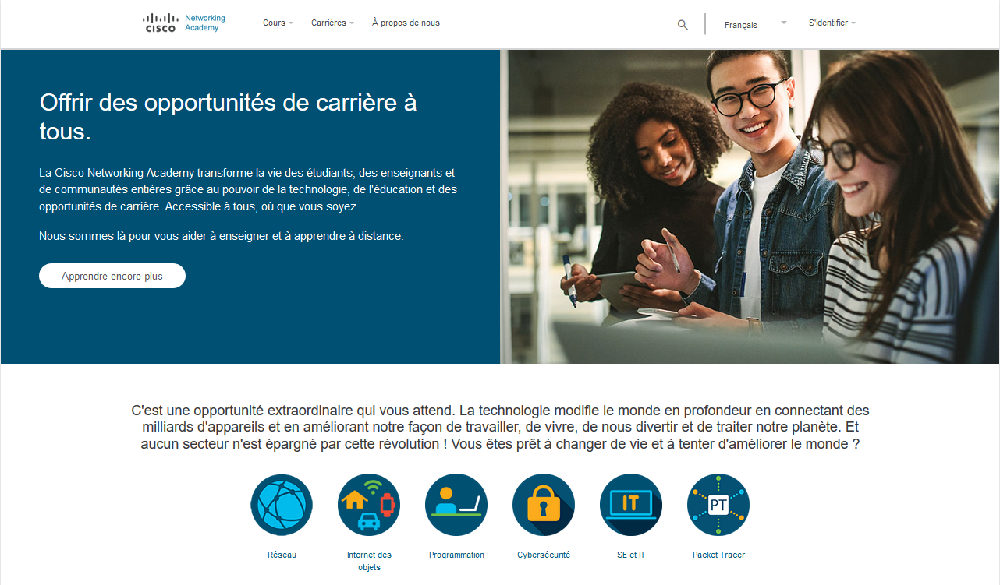 cisco Networking Academy
Cours
Carrières
À propos de nous
Français
S'identifier
Offrir des opportunités de carrière à
tous.
La Cisco Networking Academy transforme la vie des étudiants, des enseignants et
de communautés entières grâce au pouvoir de la technologie, de l'éducation et des
opportunités de carrière. Accessible à tous, où que vous soyez.
Nous sommes là pour vous aider à enseigner et à apprendre à distance.
Apprendre encore plus
C'est une opportunité extraordinaire qui vous attend. La technologie modifie le monde en profondeur en connectant des
milliards d'appareils et en améliorant notre façon de travailler, de vivre, de nous divertir et de traiter notre planète. Et
aucun secteur n'est épargné par cette révolution ! Vous êtes prêt à changer de vie et à tenter d'améliorer le monde ?
IT
PT
Réseau
Internet des
objets
Programmation
Cybersécurité
SE et IT
Packet Tracer